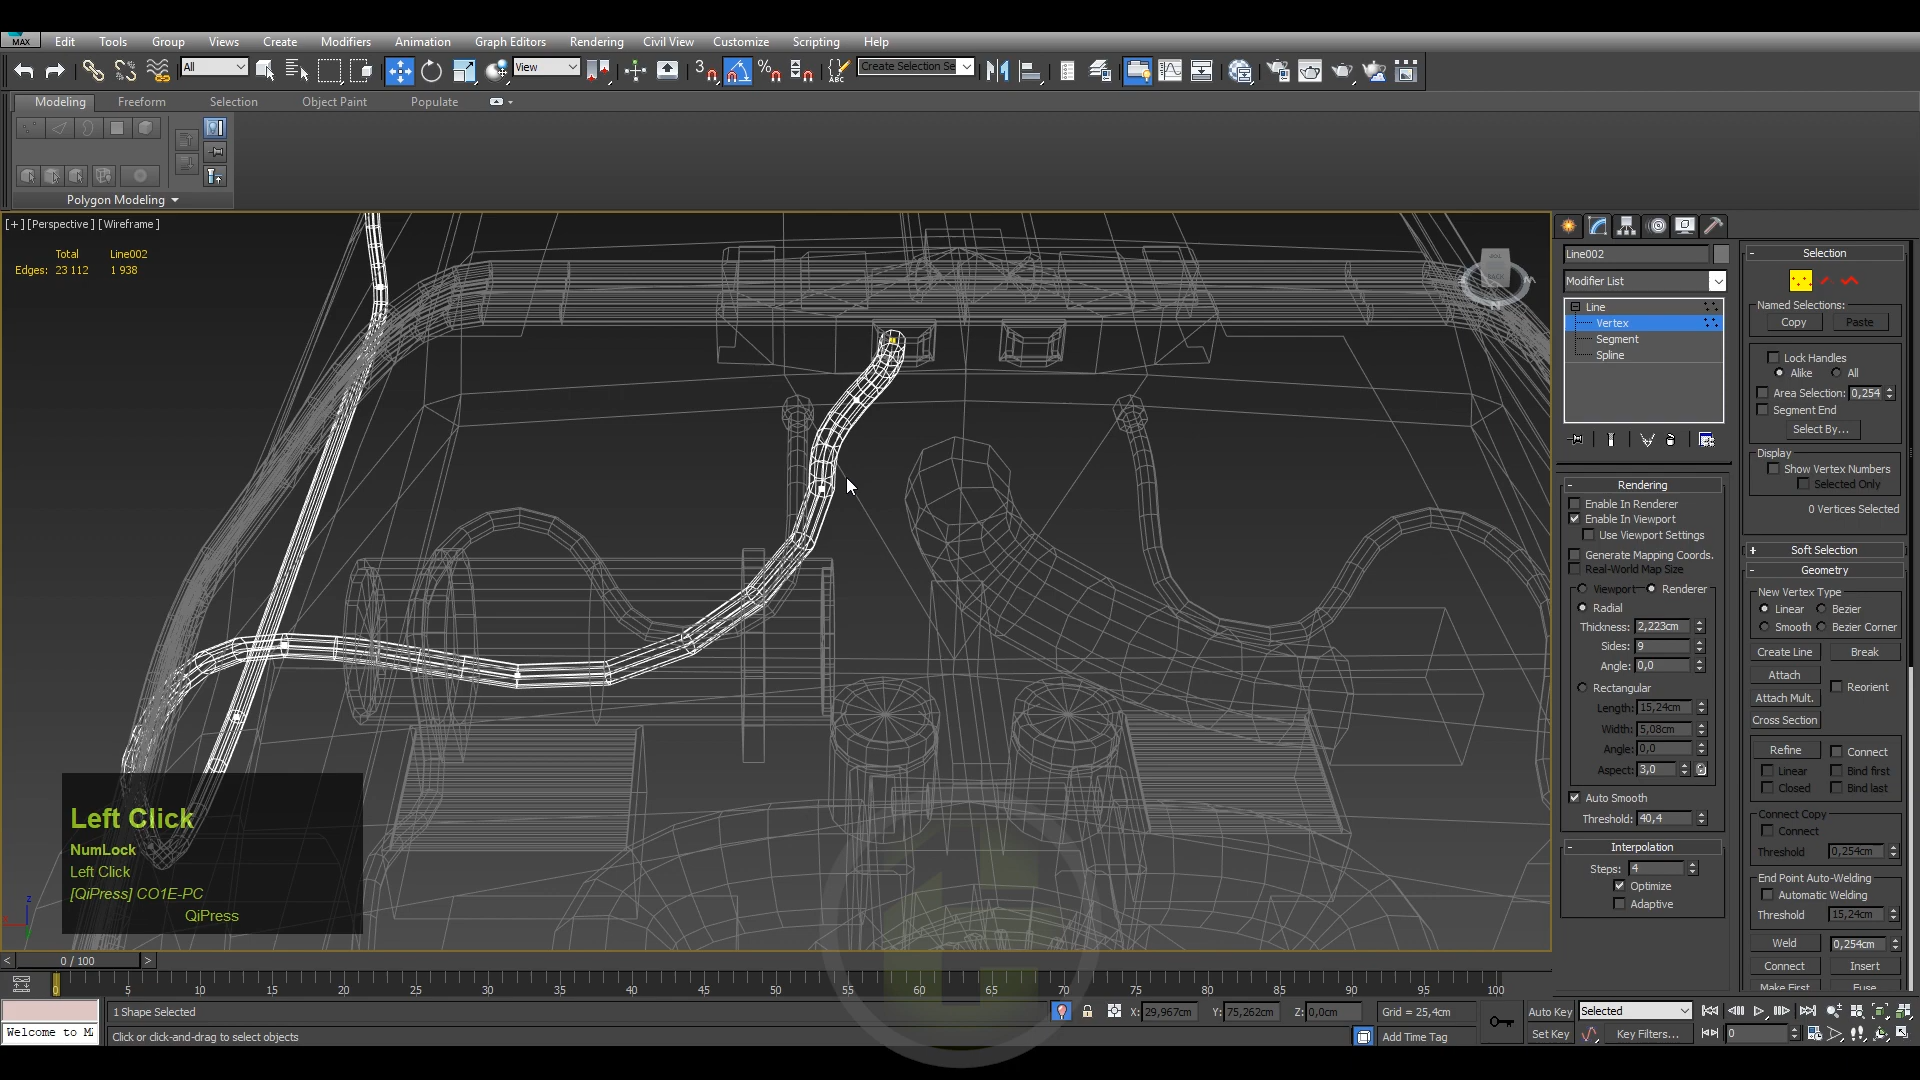 MAX Edit Tools Group Views Create Modifiers Animation Graph Editors Rendering Civil View Customize Scripting Help
All View Create Selection Se
Modeling Freeform Selection Object Paint Populate
Polygon Modeling
[+] [Perspective] [Wireframe]
Total Line002
Edges: 23 112 1 938
BACK
Line002
Modifier List
Line
Vertex
Segment
Spline
Rendering
Enable In Renderer
Enable In Viewport
Use Viewport Settings
Generate Mapping Coords.
Real-World Map Size
Viewport Renderer
Radial
Thickness: 2,223cm
Sides: 9
Angle: 0,0
Rectangular
Length: 15,24cm
Width: 5,08cm
Angle: 0,0
Aspect: 3,0
Auto Smooth
Threshold: 40,4
Interpolation
Steps: 4
Optimize
Adaptive
Selection
Named Selections:
Copy Paste
Lock Handles
Alike All
Area Selection: 0,254
Segment End
Select By...
Display
Show Vertex Numbers
Selected Only
0 Vertices Selected
Soft Selection
Geometry
New Vertex Type
Linear Bezier
Smooth Bezier Corner
Create Line Break
Attach
Reorient
Attach Mult.
Cross Section
Refine Connect
Linear Bind first
Closed Bind last
Connect Copy
Connect
Threshold 0,254cm
End Point Auto-Welding
Automatic Welding
Threshold 15,24cm
Weld 0,254cm
Connect Insert
Make First Fuse
Left Click
NumLock
Left Click
[QiPress] CO1E-PC
QiPress
0 / 100
0 5 10 15 20 25 30 35 40 45 50 55 60 65 70 75 80 85 90 95 100
1 Shape Selected X: 29,967cm Y: 75,262cm Z: 0,0cm Grid = 25,4cm Auto Key Selected
Welcome to M Click or click-and-drag to select objects Add Time Tag Set Key Key Filters... 0